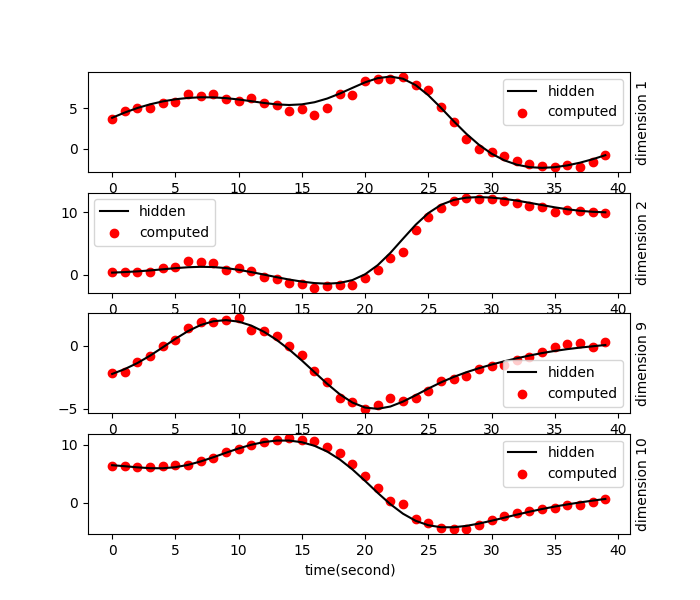 5
0
hidden
computed
dimension 1
0 5 10 15 20 25 30 35 40
10
0
hidden
computed
dimension 2
0 5 10 15 20 25 30 35 40
0
−5
hidden
computed
dimension 9
0 5 10 15 20 25 30 35 40
10
0
hidden
computed
dimension 10
0 5 10 15 20 25 30 35 40
time(second)